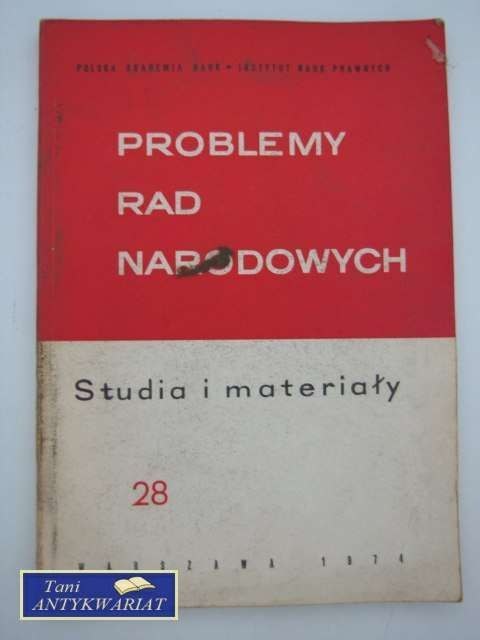 POLSKA AKADEMIA NAUK • INSTYTUT NAUK PRAWNYCH
PROBLEMY
RAD
NARODOWYCH
Studia i materiały
28
WARSZAWA 1974
Tani
ANTYKWARIAT